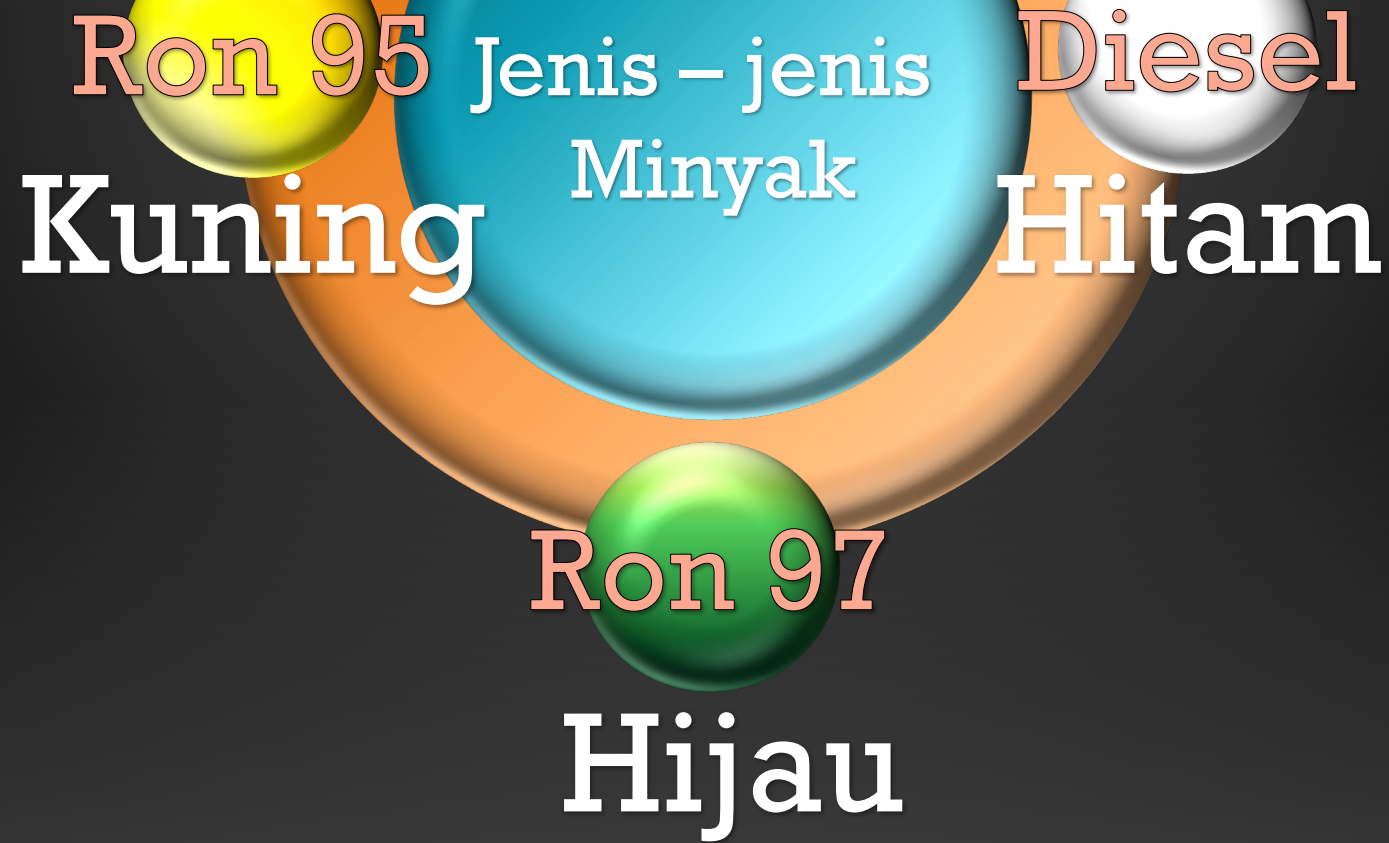 Ron 95
Kuning
Jenis – jenis
Minyak
Diesel
Hitam
Ron 97
Hijau